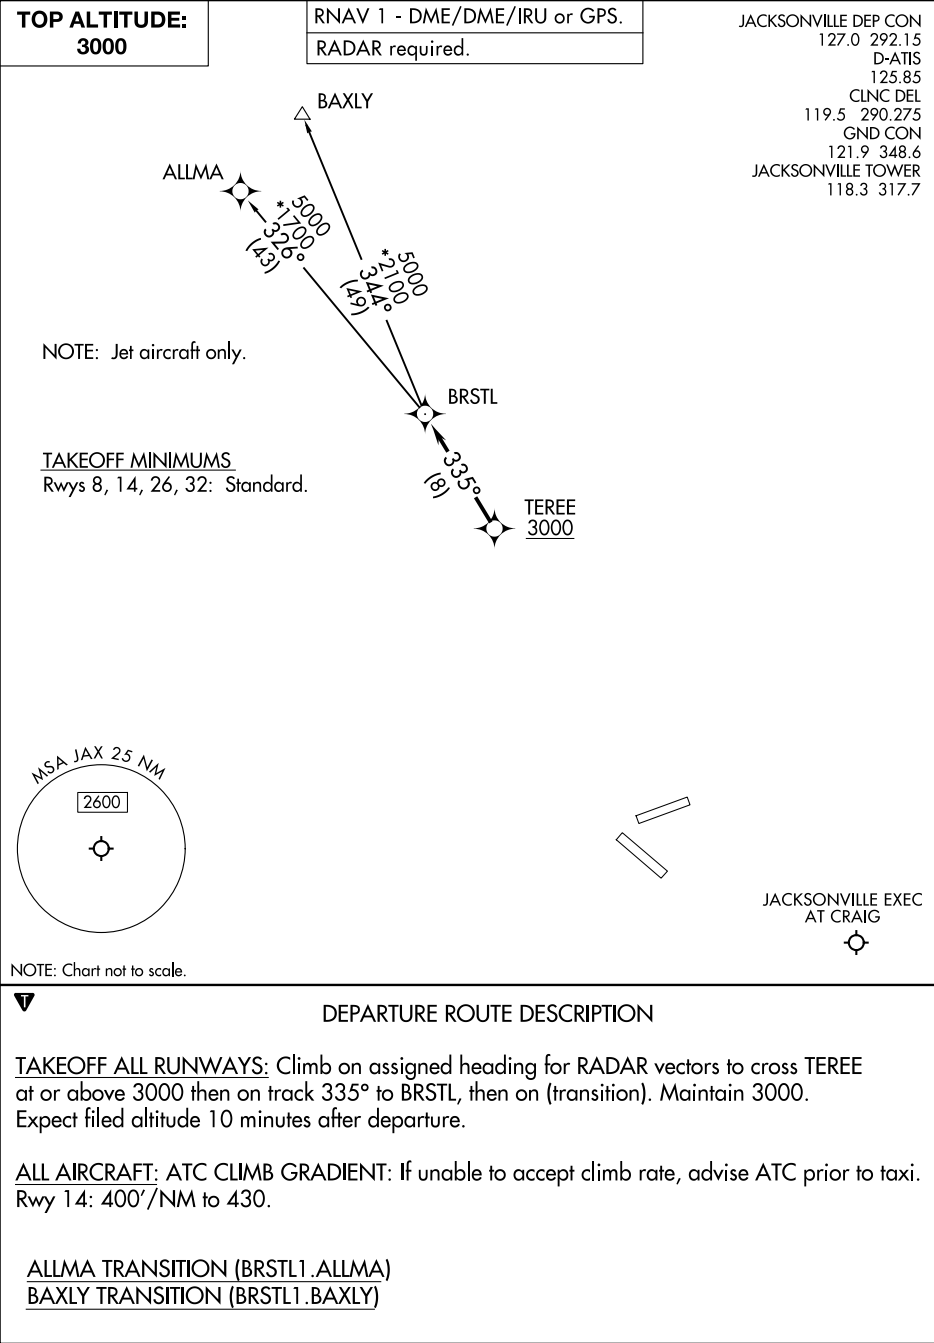 TOP ALTITUDE:
3000
RNAV 1 - DME/DME/IRU or GPS.
RADAR required.
JACKSONVILLE DEP CON
127.0 292.15
D-ATIS
125.85
CLNC DEL
119.5 290.275
GND CON
121.9 348.6
JACKSONVILLE TOWER
118.3 317.7
BAXLY
ALLMA
5000
*1700
326°
(43)
5000
*2100
344°
(49)
NOTE: Jet aircraft only.
BRSTL
TAKEOFF MINIMUMS
Rwys 8, 14, 26, 32: Standard.
335°
(8)
TEREE
3000
MSA JAX 25 NM
2600
JACKSONVILLE EXEC
AT CRAIG
NOTE: Chart not to scale.
T
DEPARTURE ROUTE DESCRIPTION
TAKEOFF ALL RUNWAYS: Climb on assigned heading for RADAR vectors to cross TEREE
at or above 3000 then on track 335° to BRSTL, then on (transition). Maintain 3000.
Expect filed altitude 10 minutes after departure.
ALL AIRCRAFT: ATC CLIMB GRADIENT: If unable to accept climb rate, advise ATC prior to taxi.
Rwy 14: 400'/NM to 430.
ALLMA TRANSITION (BRSTL1.ALLMA)
BAXLY TRANSITION (BRSTL1.BAXLY)